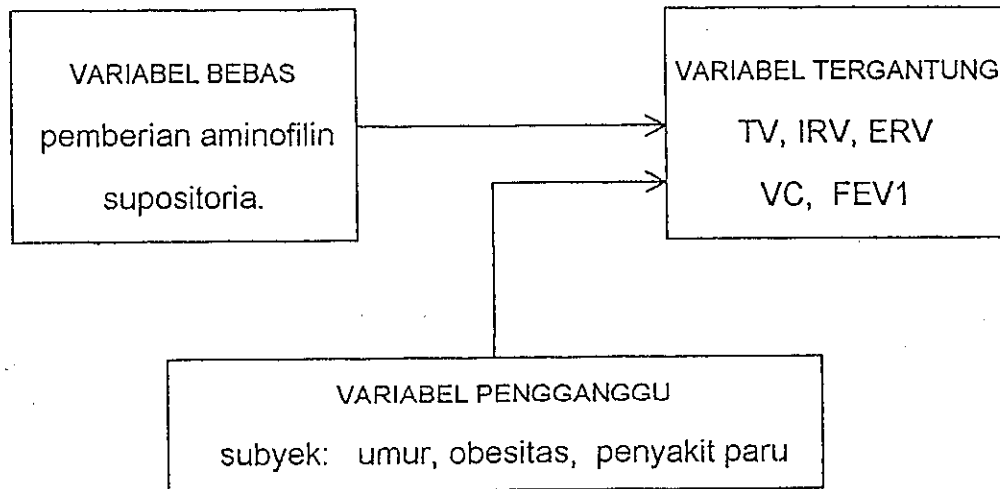 VARIABEL BEBAS
pemberian aminofilin
supositoria.
VARIABEL TERGANTUNG
TV, IRV, ERV
VC, FEV1
VARIABEL PENGGANGGU
subyek: umur, obesitas, penyakit paru